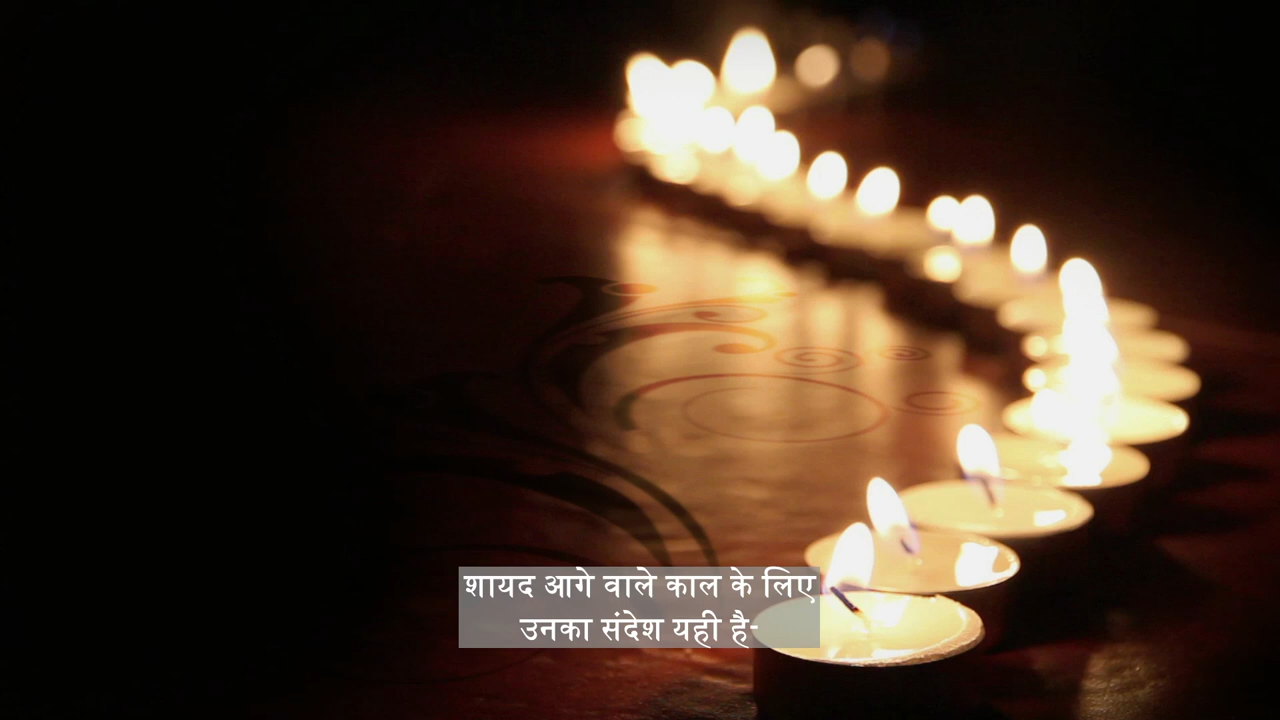 शायद आगे वाले काल के लिए
उनका संदेश यही है-